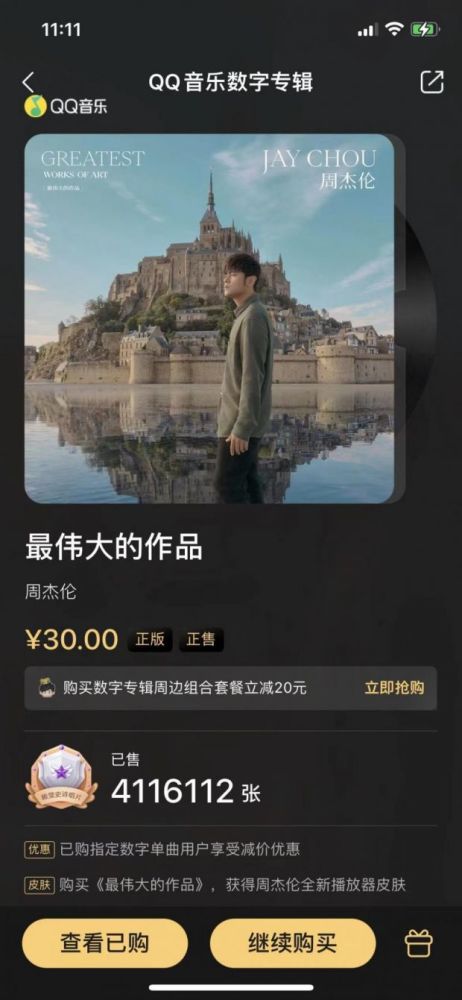 11:11
QQ音乐数字专辑
QQ音乐
GREATEST
WORKS OF ART
最伟大的作品
JAY CHOU
周杰伦
最伟大的作品
周杰伦
¥30.00 正版 正售
购买数字专辑周边组合套餐立减20元 立即抢购
已售
4116112 张
殿堂史诗唱片
优惠 已购指定数字单曲用户享受减价优惠
皮肤 购买《最伟大的作品》，获得周杰伦全新播放器皮肤
查看已购 继续购买